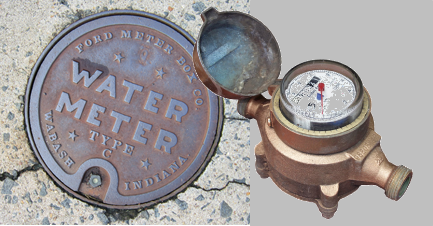 FORD METER BOX CO.
WATER
METER
TYPE
C
WABASH INDIANA